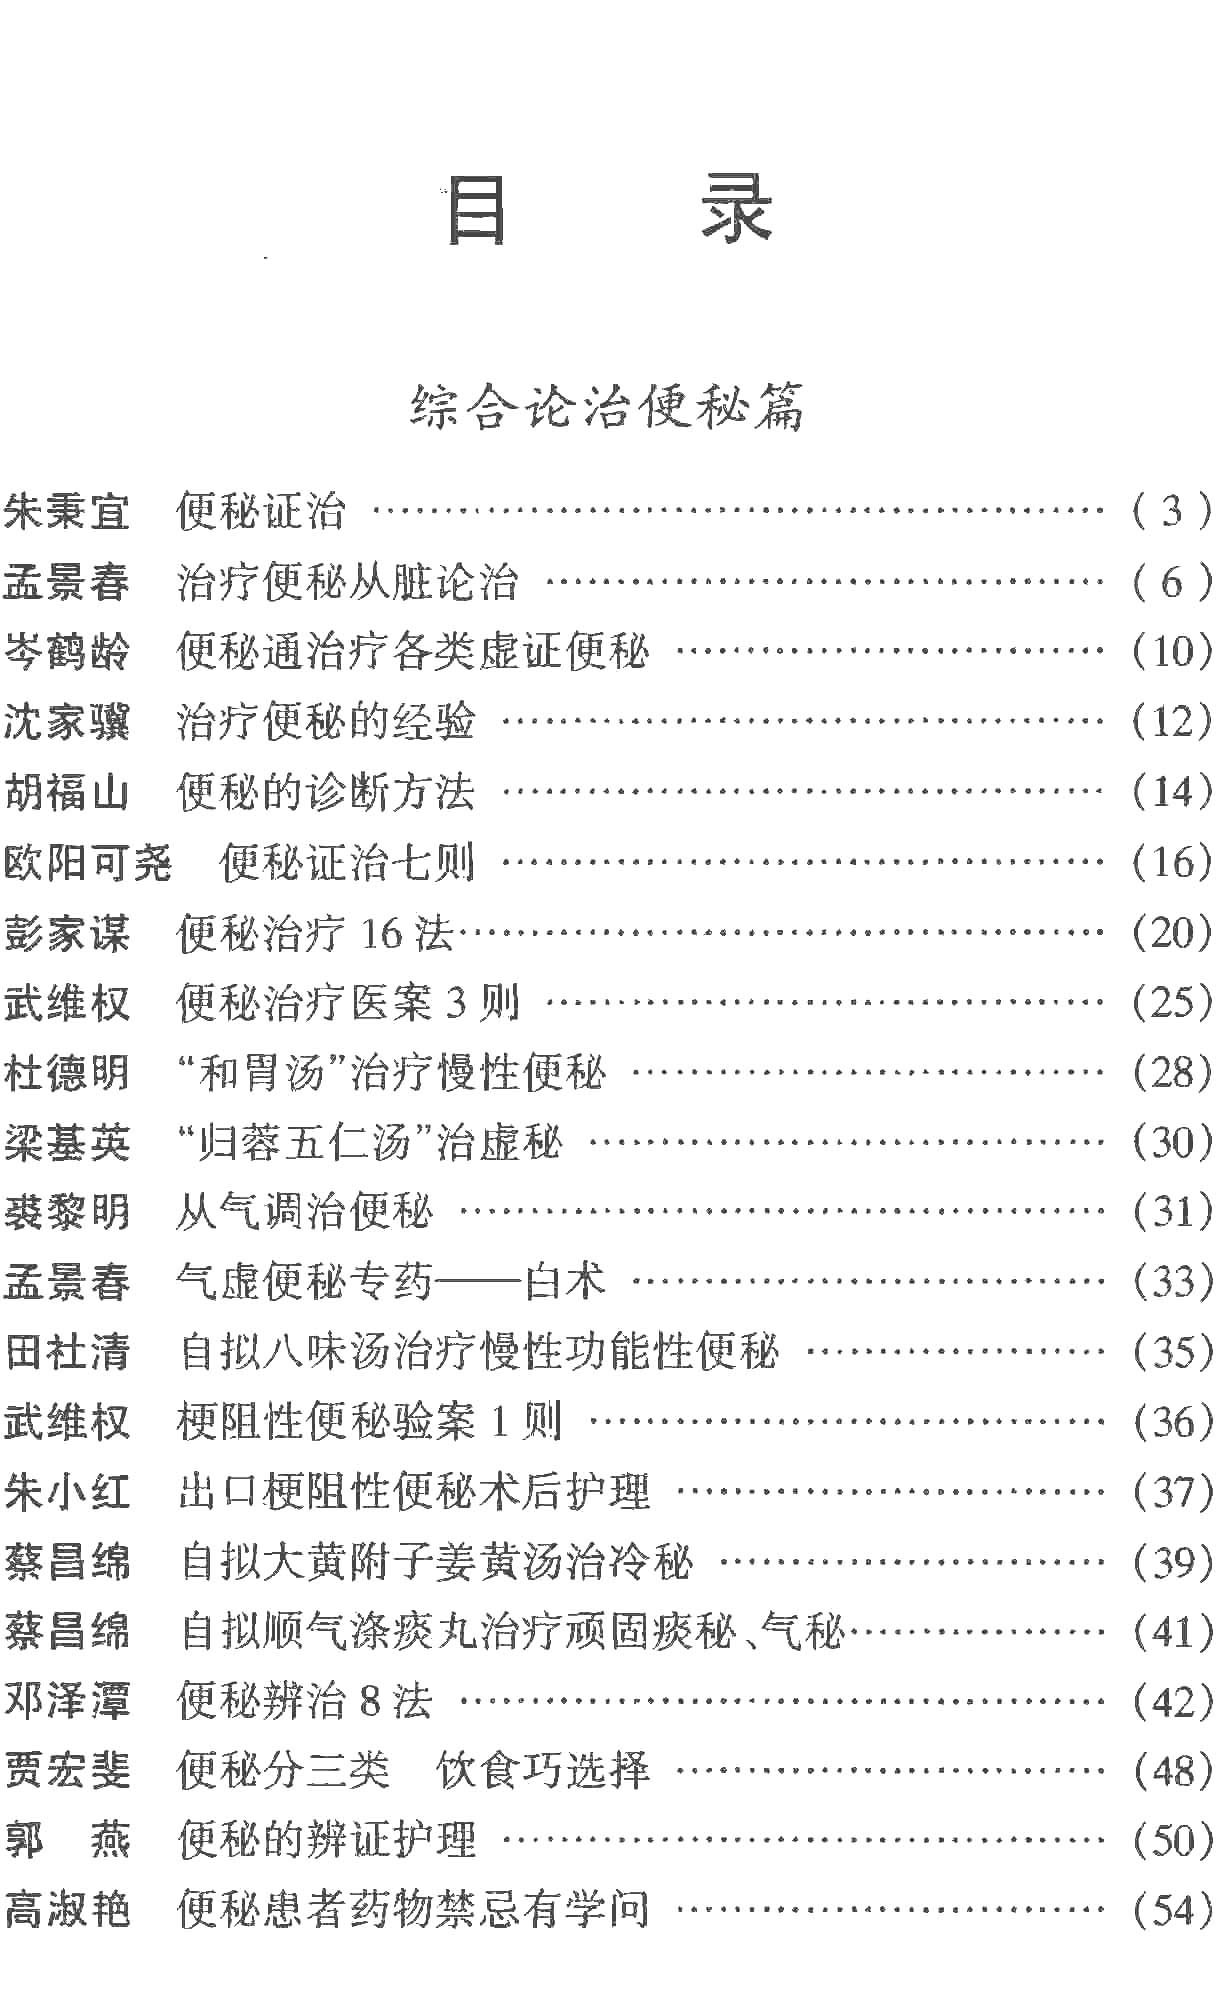 目 录
综合论治便秘篇
朱秉宜 便秘证治 …………………………………………………… ( 3 )
孟景春 治疗便秘从脏论治 ……………………………………… ( 6 )
岑鹤龄 便秘通治疗各类虚证便秘 …………………………… (10)
沈家骥 治疗便秘的经验 ………………………………………… (12)
胡福山 便秘的诊断方法 ………………………………………… (14)
欧阳可尧 便秘证治七则 ………………………………………… (16)
彭家谋 便秘治疗 16 法…………………………………………… (20)
武维权 便秘治疗医案 3 则 ……………………………………… (25)
杜德明 “和胃汤”治疗慢性便秘 ………………………………… (28)
梁基英 “归蓉五仁汤”治虚秘 …………………………………… (30)
裘黎明 从气调治便秘 …………………………………………… (31)
孟景春 气虚便秘专药——白术 ………………………………… (33)
田社清 自拟八味汤治疗慢性功能性便秘 …………………… (35)
武维权 梗阻性便秘验案 1 则 …………………………………… (36)
朱小红 出口梗阻性便秘术后护理 …………………………… (37)
蔡昌绵 自拟大黄附子姜黄汤治冷秘 ………………………… (39)
蔡昌绵 自拟顺气涤痰丸治疗顽固痰秘、气秘………………… (41)
邓泽潭 便秘辨治 8 法 …………………………………………… (42)
贾宏斐 便秘分三类 饮食巧选择 ……………………………… (48)
郭 燕 便秘的辨证护理 ………………………………………… (50)
高淑艳 便秘患者药物禁忌有学问 …………………………… (54)